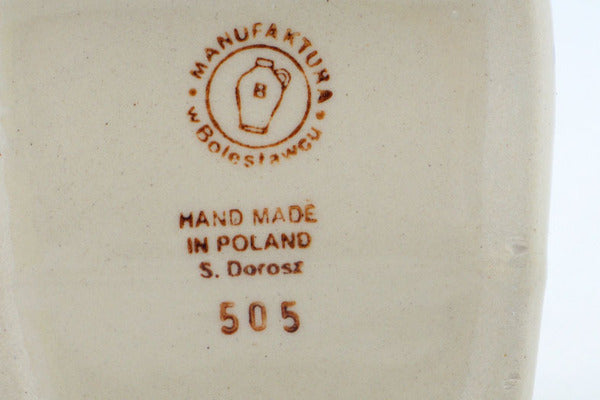 MANUFAKTURA
w Bolesławcu
B
HAND MADE
IN POLAND
S. Dorosz
505